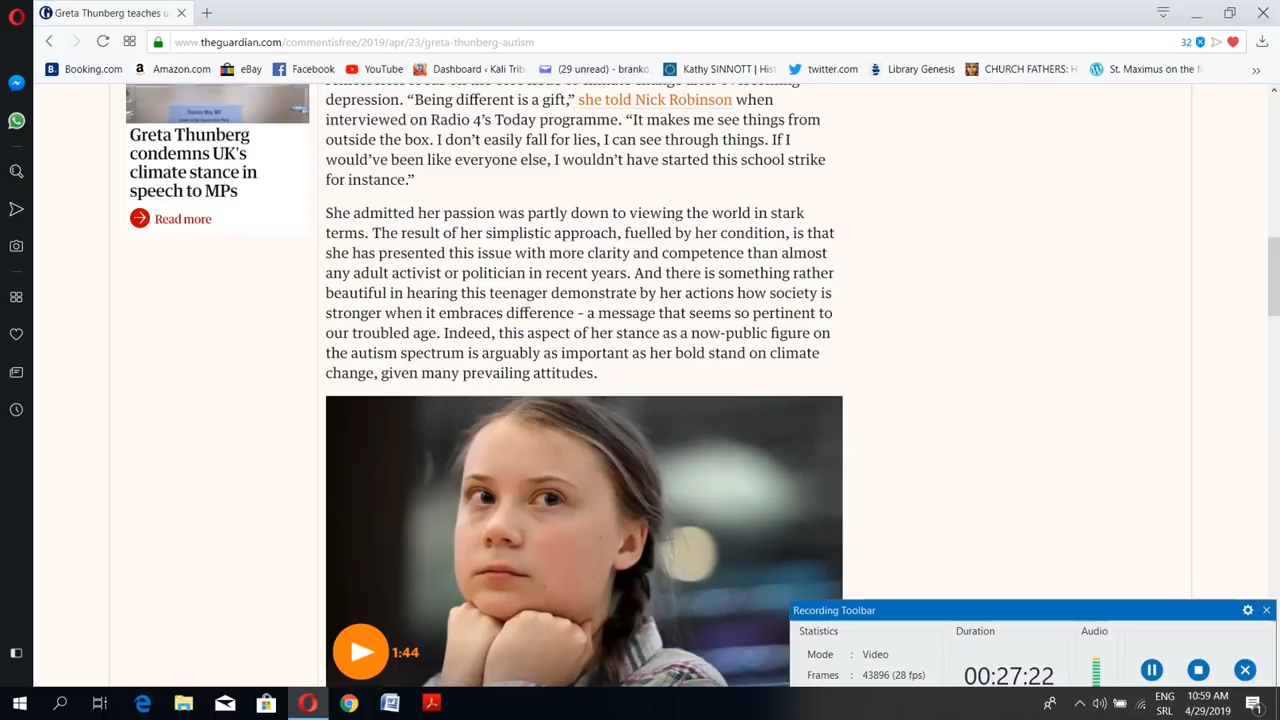 Greta Thunberg teaches u
www.theguardian.com/commentisfree/2019/apr/23/greta-thunberg-autism
32
Booking.com
Amazon.com
eBay
Facebook
YouTube
Dashboard ‹ Kali Trib
(29 unread) - branko
Kathy SINNOTT | Hist
twitter.com
Library Genesis
CHURCH FATHERS: H
St. Maximus on the fi
»
Greta Thunberg
condemns UK's
climate stance in
speech to MPs
Read more
depression. “Being different is a gift,” she told Nick Robinson when
interviewed on Radio 4’s Today programme. “It makes me see things from
outside the box. I don’t easily fall for lies, I can see through things. If I
would’ve been like everyone else, I wouldn’t have started this school strike
for instance.”
She admitted her passion was partly down to viewing the world in stark
terms. The result of her simplistic approach, fuelled by her condition, is that
she has presented this issue with more clarity and competence than almost
any adult activist or politician in recent years. And there is something rather
beautiful in hearing this teenager demonstrate by her actions how society is
stronger when it embraces difference – a message that seems so pertinent to
our troubled age. Indeed, this aspect of her stance as a now-public figure on
the autism spectrum is arguably as important as her bold stand on climate
change, given many prevailing attitudes.
1:44
Recording Toolbar
Statistics
Mode : Video
Frames : 43896 (28 fps)
Duration
00:27:22
Audio
ENG
SRL
10:59 AM
4/29/2019
1